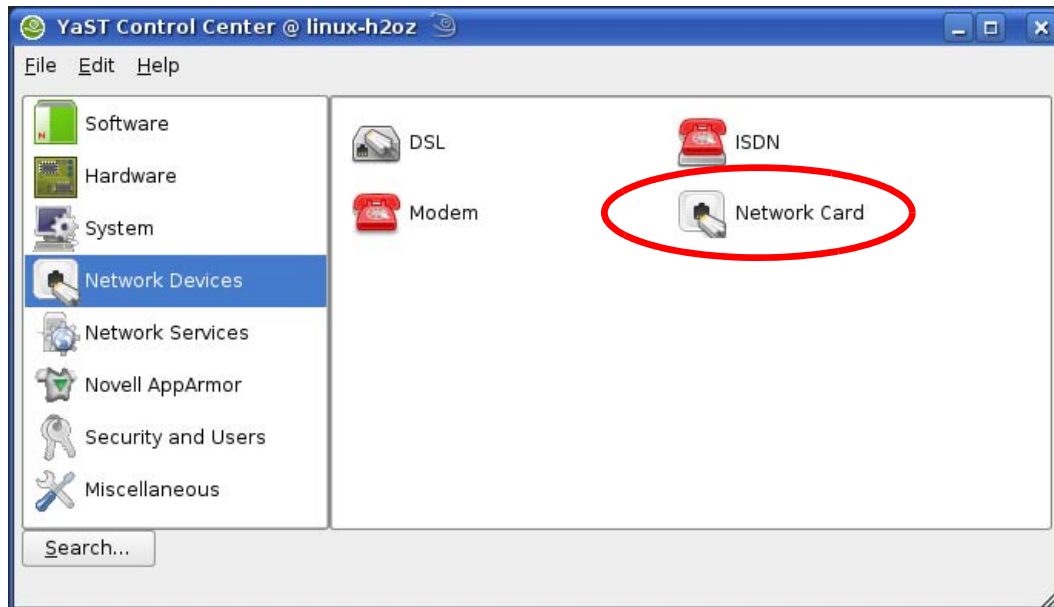 YaST Control Center @ linux-h2oz
File Edit Help
Software
Hardware
System
Network Devices
Network Services
Novell AppArmor
Security and Users
Miscellaneous
DSL
ISDN
Modem
Network Card
Search...